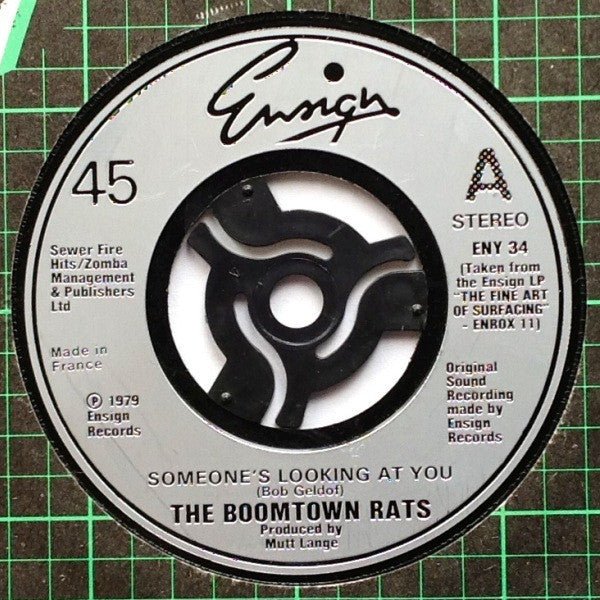 Ensign
45
A
STEREO
ENY 34
(Taken from
the Ensign LP
"THE FINE ART
OF SURFACING"
- ENROX 11)
Sewer Fire
Hits/Zomba
Management
& Publishers
Ltd
Made in
France
Ⓟ 1979
Ensign
Records
Original
Sound
Recording
made by
Ensign
Records
SOMEONE'S LOOKING AT YOU
(Bob Geldof)
THE BOOMTOWN RATS
Produced by
Mutt Lange